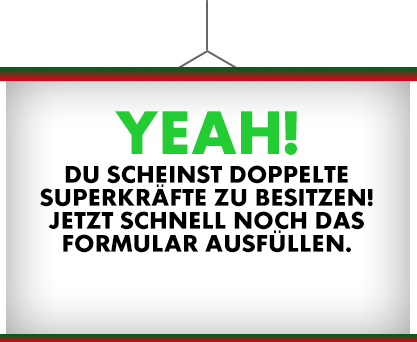 YEAH!
DU SCHEINST DOPPELTE
SUPERKRÄFTE ZU BESITZEN!
JETZT SCHNELL NOCH DAS
FORMULAR AUSFÜLLEN.